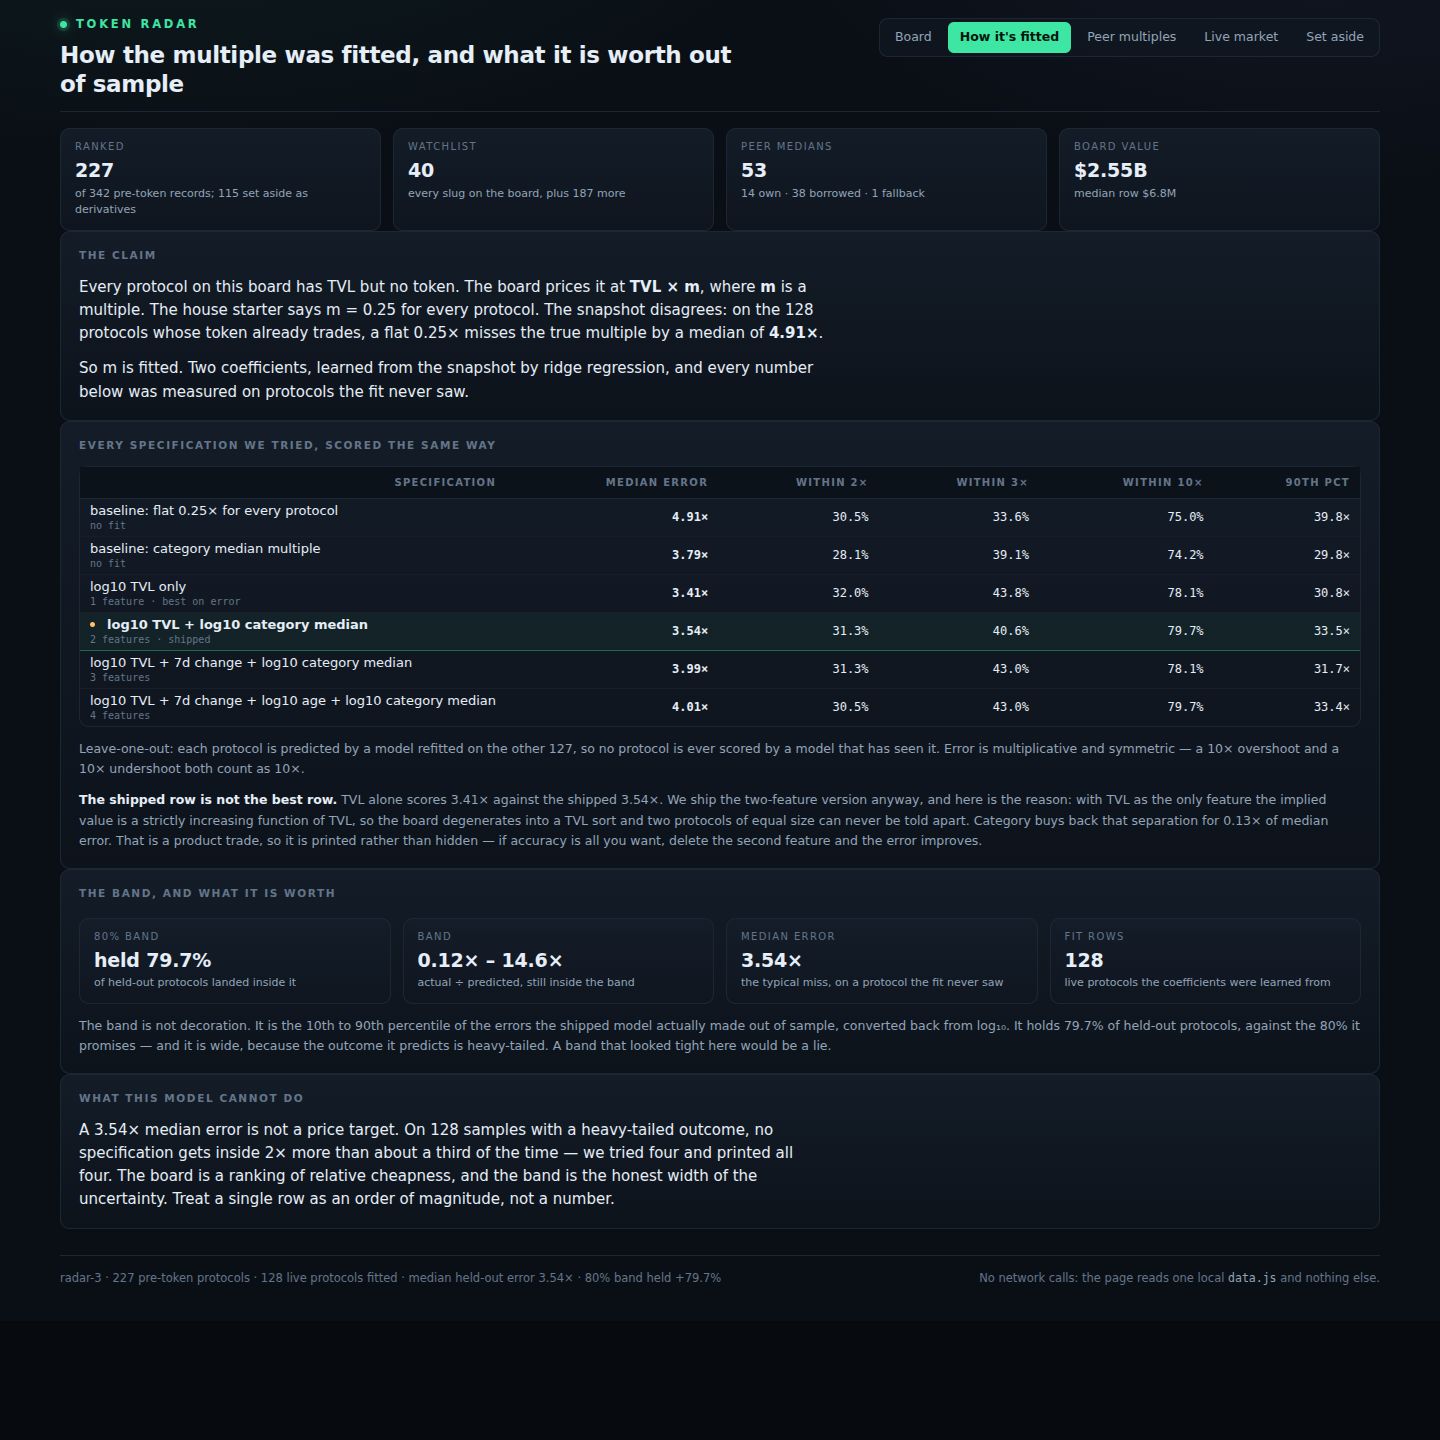 TOKEN RADAR
How the multiple was fitted, and what it is worth out
of sample
Board
How it's fitted
Peer multiples
Live market
Set aside
RANKED
227
of 342 pre-token records; 115 set aside as
derivatives
WATCHLIST
40
every slug on the board, plus 187 more
PEER MEDIANS
53
14 own · 38 borrowed · 1 fallback
BOARD VALUE
$2.55B
median row $6.8M
THE CLAIM
Every protocol on this board has TVL but no token. The board prices it at TVL × m, where m is a
multiple. The house starter says m = 0.25 for every protocol. The snapshot disagrees: on the 128
protocols whose token already trades, a flat 0.25× misses the true multiple by a median of 4.91×.
So m is fitted. Two coefficients, learned from the snapshot by ridge regression, and every number
below was measured on protocols the fit never saw.
EVERY SPECIFICATION WE TRIED, SCORED THE SAME WAY
SPECIFICATION MEDIAN ERROR WITHIN 2× WITHIN 3× WITHIN 10× 90TH PCT
baseline: flat 0.25× for every protocol
no fit
4.91× 30.5% 33.6% 75.0% 39.8×
baseline: category median multiple
no fit
3.79× 28.1% 39.1% 74.2% 29.8×
log10 TVL only
1 feature · best on error
3.41× 32.0% 43.8% 78.1% 30.8×
log10 TVL + log10 category median
2 features · shipped
3.54× 31.3% 40.6% 79.7% 33.5×
log10 TVL + 7d change + log10 category median
3 features
3.99× 31.3% 43.0% 78.1% 31.7×
log10 TVL + 7d change + log10 age + log10 category median
4 features
4.01× 30.5% 43.0% 79.7% 33.4×
Leave-one-out: each protocol is predicted by a model refitted on the other 127, so no protocol is ever scored by a model that has seen it. Error is multiplicative and symmetric — a 10× overshoot and a
10× undershoot both count as 10×.
The shipped row is not the best row. TVL alone scores 3.41× against the shipped 3.54×. We ship the two-feature version anyway, and here is the reason: with TVL as the only feature the implied
value is a strictly increasing function of TVL, so the board degenerates into a TVL sort and two protocols of equal size can never be told apart. Category buys back that separation for 0.13× of median
error. That is a product trade, so it is printed rather than hidden — if accuracy is all you want, delete the second feature and the error improves.
THE BAND, AND WHAT IT IS WORTH
80% BAND
held 79.7%
of held-out protocols landed inside it
BAND
0.12× – 14.6×
actual ÷ predicted, still inside the band
MEDIAN ERROR
3.54×
the typical miss, on a protocol the fit never saw
FIT ROWS
128
live protocols the coefficients were learned from
The band is not decoration. It is the 10th to 90th percentile of the errors the shipped model actually made out of sample, converted back from log₁₀. It holds 79.7% of held-out protocols, against the 80% it
promises — and it is wide, because the outcome it predicts is heavy-tailed. A band that looked tight here would be a lie.
WHAT THIS MODEL CANNOT DO
A 3.54× median error is not a price target. On 128 samples with a heavy-tailed outcome, no
specification gets inside 2× more than about a third of the time — we tried four and printed all
four. The board is a ranking of relative cheapness, and the band is the honest width of the
uncertainty. Treat a single row as an order of magnitude, not a number.
radar-3 · 227 pre-token protocols · 128 live protocols fitted · median held-out error 3.54× · 80% band held +79.7%
No network calls: the page reads one local data.js and nothing else.